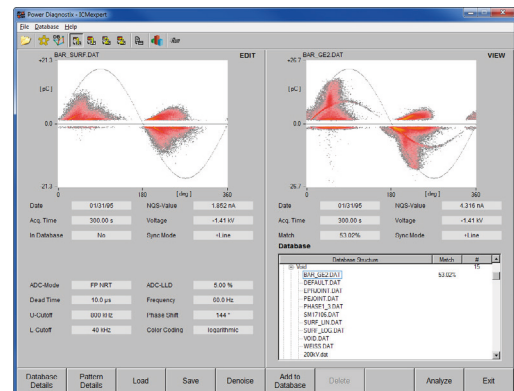 Power Diagnostix - ICMexpert
File Database Help
BAR_SURF.DAT EDIT BAR_GE2.DAT VIEW
+21.3 +26.7
[pC] [pC]
0.0 0.0
-21.3 -26.7
0 180 [deg] 360 0 180 [deg] 360
Date 01/31/95 NQS-Value 1.852 nA Date 01/31/95 NQS-Value 4.316 nA
Acq. Time 300.00 s Voltage -1.41 kV Acq. Time 300.00 s Voltage -1.41 kV
In Database No Sync Mode +Line Match 53.02% Sync Mode +Line
Database
Database Structure Match #
Void 15
BAR_GE2.DAT 53.02%
DEFAULT.DAT
EPRJOINT.DAT
ADC-Mode FP NRT ADC-LLD 5.00 % PEJOINT.DAT
PHASE1_3.DAT
Dead Time 10.0 µs Frequency 60.0 Hz SM17106.DAT
SURF_LIN.DAT
U-Cutoff 800 kHz Phase Shift 144 ° SURF_LOG.DAT
VOID.DAT
L-Cutoff 40 kHz Color Coding logarithmic WEISS.DAT
200kV.dat
Database Details Pattern Details Load Save Denoise Add to Database Delete Analyze Exit